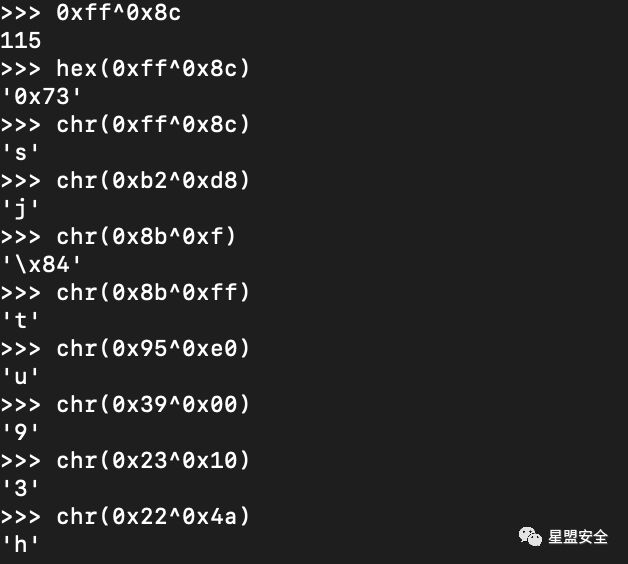 >>> 0xff^0x8c
115
>>> hex(0xff^0x8c)
'0x73'
>>> chr(0xff^0x8c)
's'
>>> chr(0xb2^0xd8)
'j'
>>> chr(0x8b^0xf)
'\x84'
>>> chr(0x8b^0xff)
't'
>>> chr(0x95^0xe0)
'u'
>>> chr(0x39^0x00)
'9'
>>> chr(0x23^0x10)
'3'
>>> chr(0x22^0x4a)
'h'
星盟安全